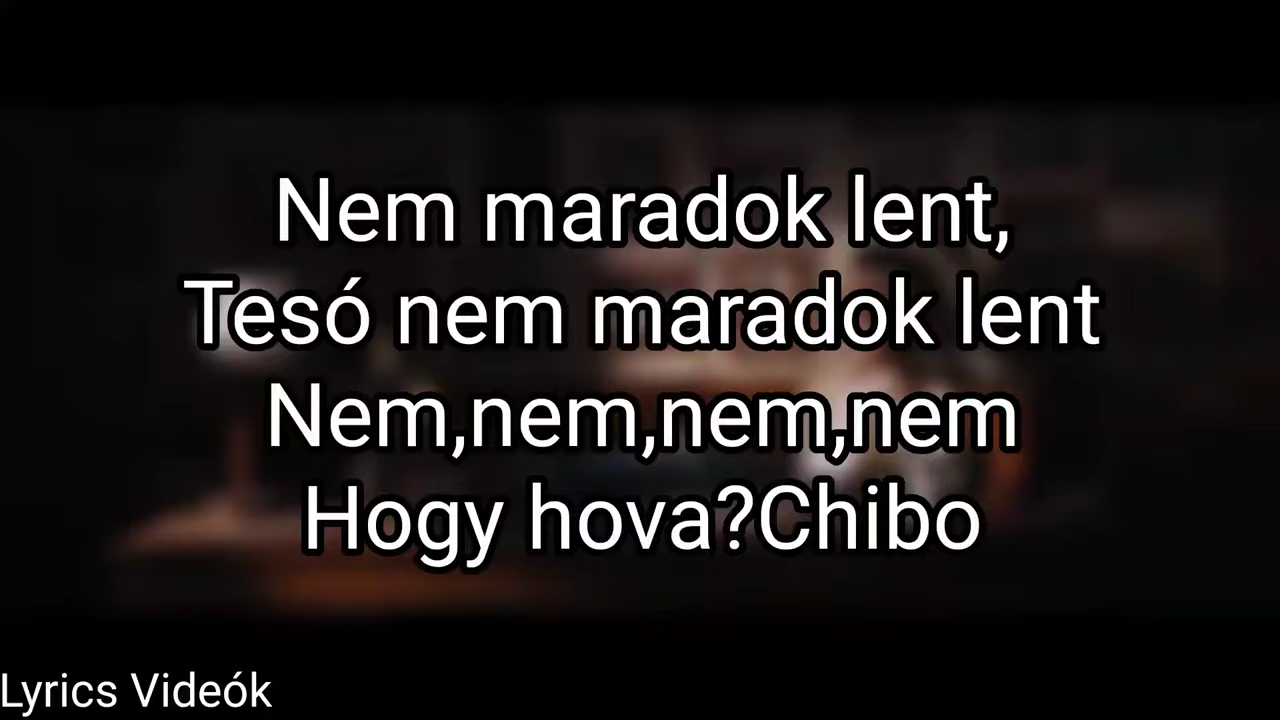 Nem maradok lent,
Tesó nem maradok lent
Nem,nem,nem,nem
Hogy hova?Chibo
Lyrics Videók